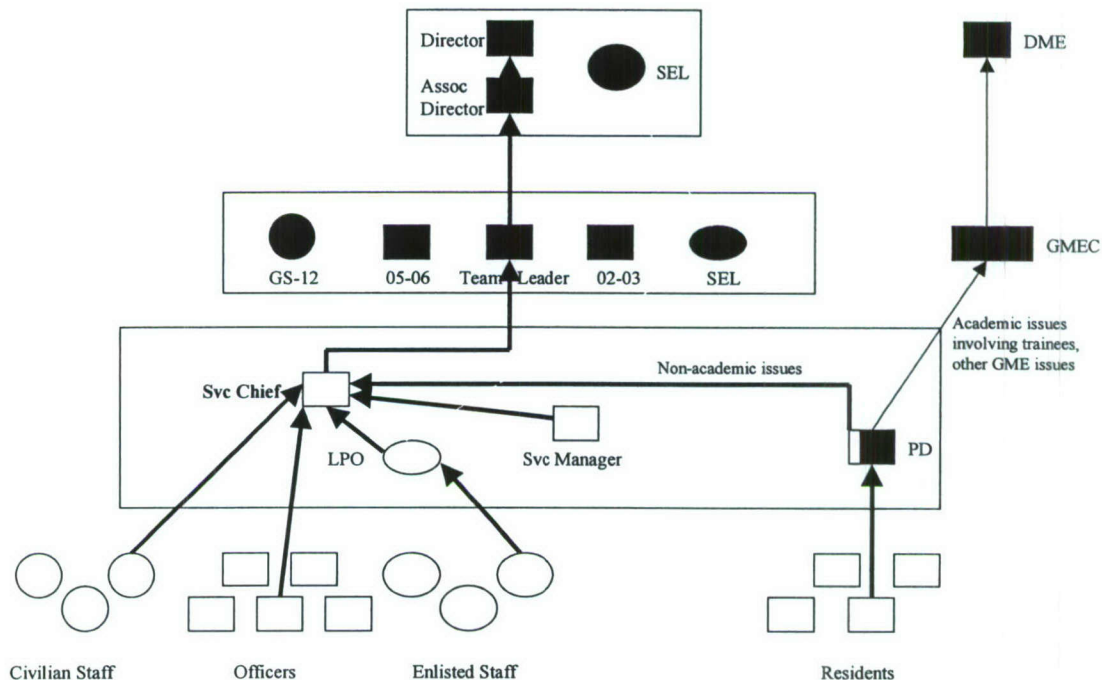 Director
DME
SEL
Assoc
Director
GMEC
GS-12
05-06
Team Leader
02-03
SEL
Academic issues
involving trainees,
other GME issues
Non-academic issues
Svc Chief
PD
LPO
Svc Manager
Civilian Staff
Officers
Enlisted Staff
Residents